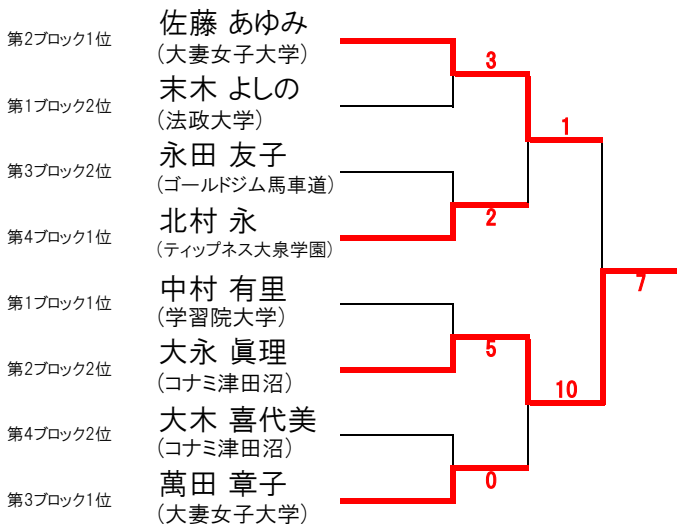 第2ブロック1位
佐藤 あゆみ
(大妻女子大学)
3
第1ブロック2位
末木 よしの
(法政大学)
1
第3ブロック2位
永田 友子
(ゴールドジム馬車道)
第4ブロック1位
北村 永
(ティップネス大泉学園)
2
7
第1ブロック1位
中村 有里
(学習院大学)
第2ブロック2位
大永 眞理
(コナミ津田沼)
5
10
第4ブロック2位
大木 喜代美
(コナミ津田沼)
第3ブロック1位
萬田 章子
(大妻女子大学)
0